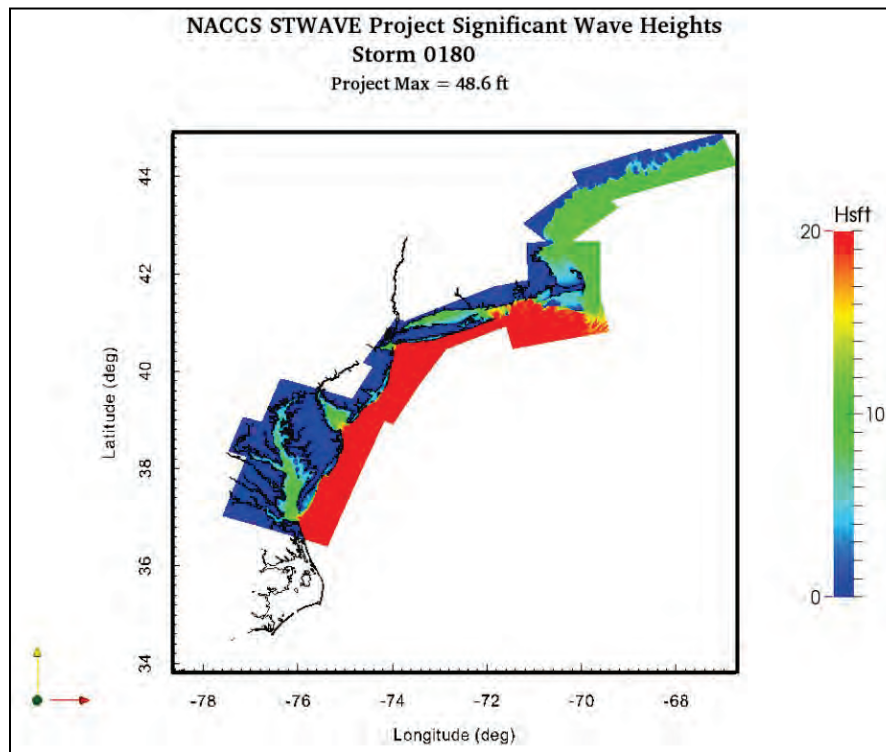 NACCS STWAVE Project Significant Wave Heights
Storm 0180
Project Max = 48.6 ft
Hsft
20
10
0
Latitude (deg)
44
42
40
38
36
34
-78
-76
-74
-72
-70
-68
Longitude (deg)